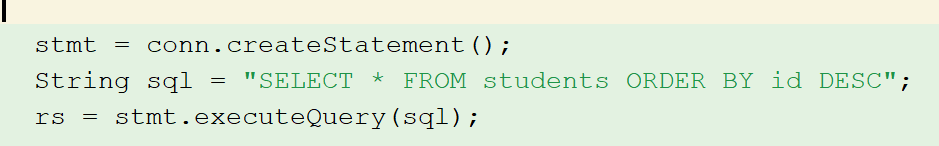 stmt = conn.createStatement();
String sql = "SELECT * FROM students ORDER BY id DESC";
rs = stmt.executeQuery(sql);